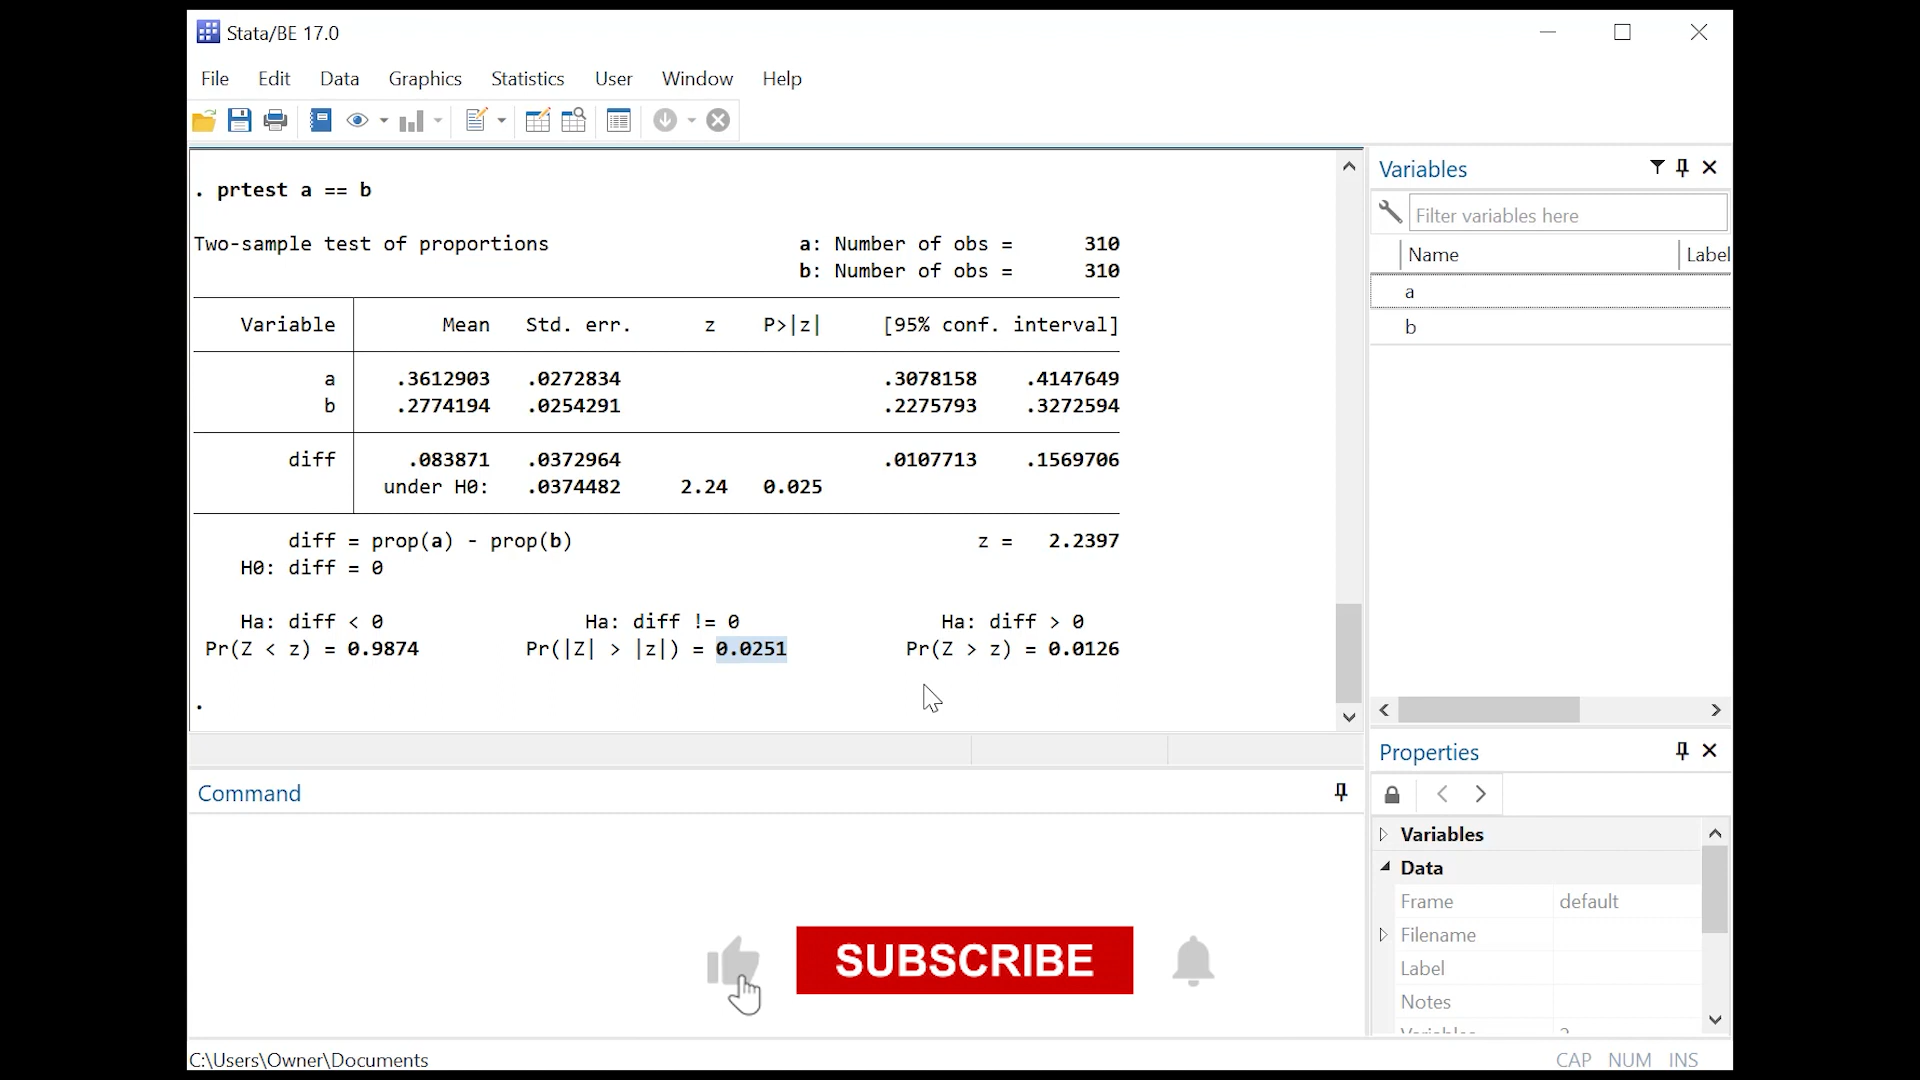 Stata/BE 17.0
File Edit Data Graphics Statistics User Window Help
. prtest a == b
Two-sample test of proportions a: Number of obs = 310
b: Number of obs = 310
Variable Mean Std. err. z P>|z| [95% conf. interval]
a .3612903 .0272834 .3078158 .4147649
b .2774194 .0254291 .2275793 .3272594
diff .083871 .0372964 .0107713 .1569706
under H0: .0374482 2.24 0.025
diff = prop(a) - prop(b) z = 2.2397
H0: diff = 0
Ha: diff < 0 Ha: diff != 0 Ha: diff > 0
Pr(Z < z) = 0.9874 Pr(|Z| > |z|) = 0.0251 Pr(Z > z) = 0.0126
.
Command
SUBSCRIBE
C:\Users\Owner\Documents
Variables
Filter variables here
Name Label
a
b
Properties
Variables
Data
Frame default
Filename
Label
Notes
CAP NUM INS